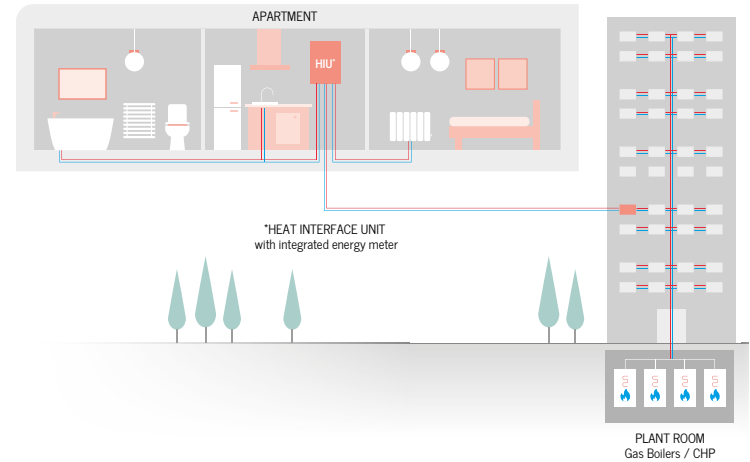 APARTMENT
HIU*
*HEAT INTERFACE UNIT
with integrated energy meter
PLANT ROOM
Gas Boilers / CHP